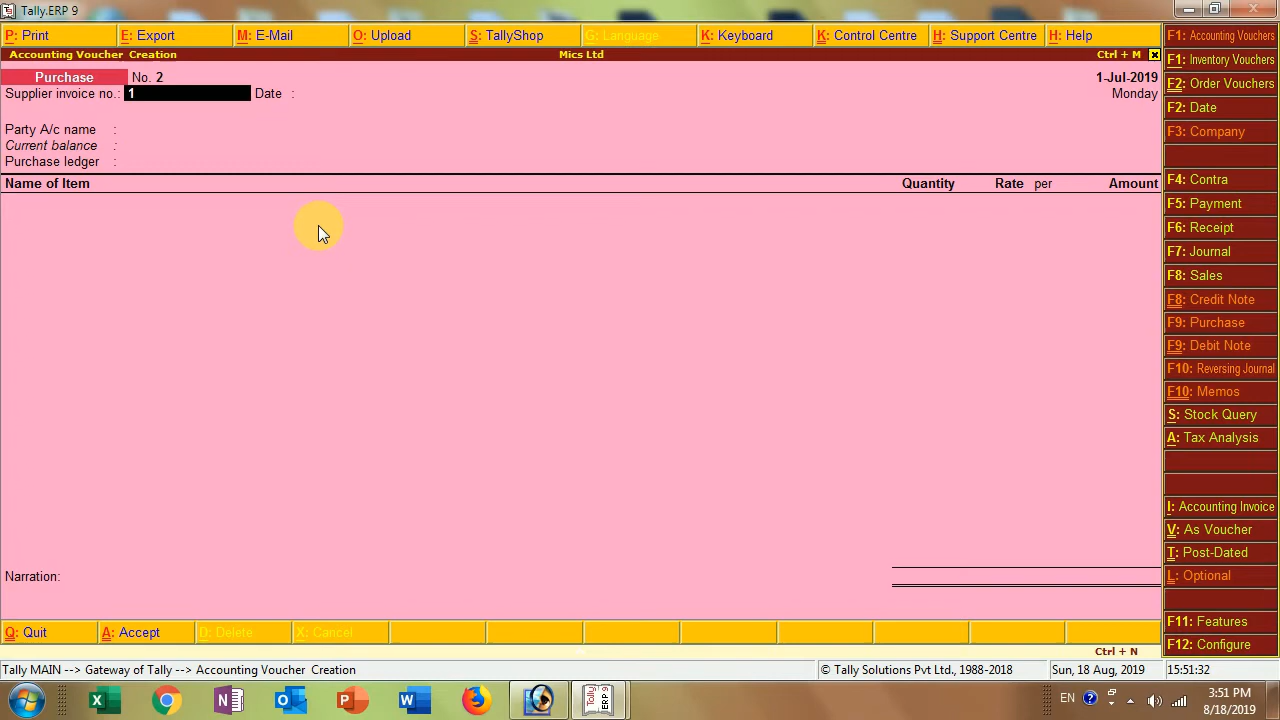 Tally.ERP 9
P: Print E: Export M: E-Mail O: Upload S: TallyShop G: Language K: Keyboard K: Control Centre H: Support Centre H: Help
Accounting Voucher Creation Mics Ltd Ctrl + M
Purchase No. 2 1-Jul-2019
Supplier invoice no.: 1 Date : Monday
Party A/c name :
Current balance :
Purchase ledger :
Name of Item Quantity Rate per Amount
Narration:
F1: Accounting Vouchers
F1: Inventory Vouchers
F2: Order Vouchers
F2: Date
F3: Company
F4: Contra
F5: Payment
F6: Receipt
F7: Journal
F8: Sales
F8: Credit Note
F9: Purchase
F9: Debit Note
F10: Reversing Journal
F10: Memos
S: Stock Query
A: Tax Analysis
I: Accounting Invoice
V: As Voucher
T: Post-Dated
L: Optional
F11: Features
F12: Configure
Q: Quit A: Accept D: Delete X: Cancel
Ctrl + N
Tally MAIN --> Gateway of Tally --> Accounting Voucher Creation © Tally Solutions Pvt Ltd., 1988-2018 Sun, 18 Aug, 2019 15:51:32
EN 3:51 PM
8/18/2019